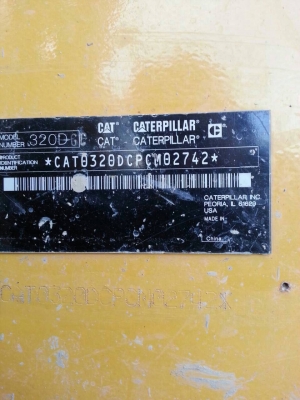 CAT CATERPILLAR C
MODEL NUMBER 320D GC CAT CATERPILLAR
PRODUCT IDENTIFICATION NUMBER *CAT0320DCPCM02742*
CATERPILLAR INC.
PEORIA, IL 61629
USA
MADE IN
China